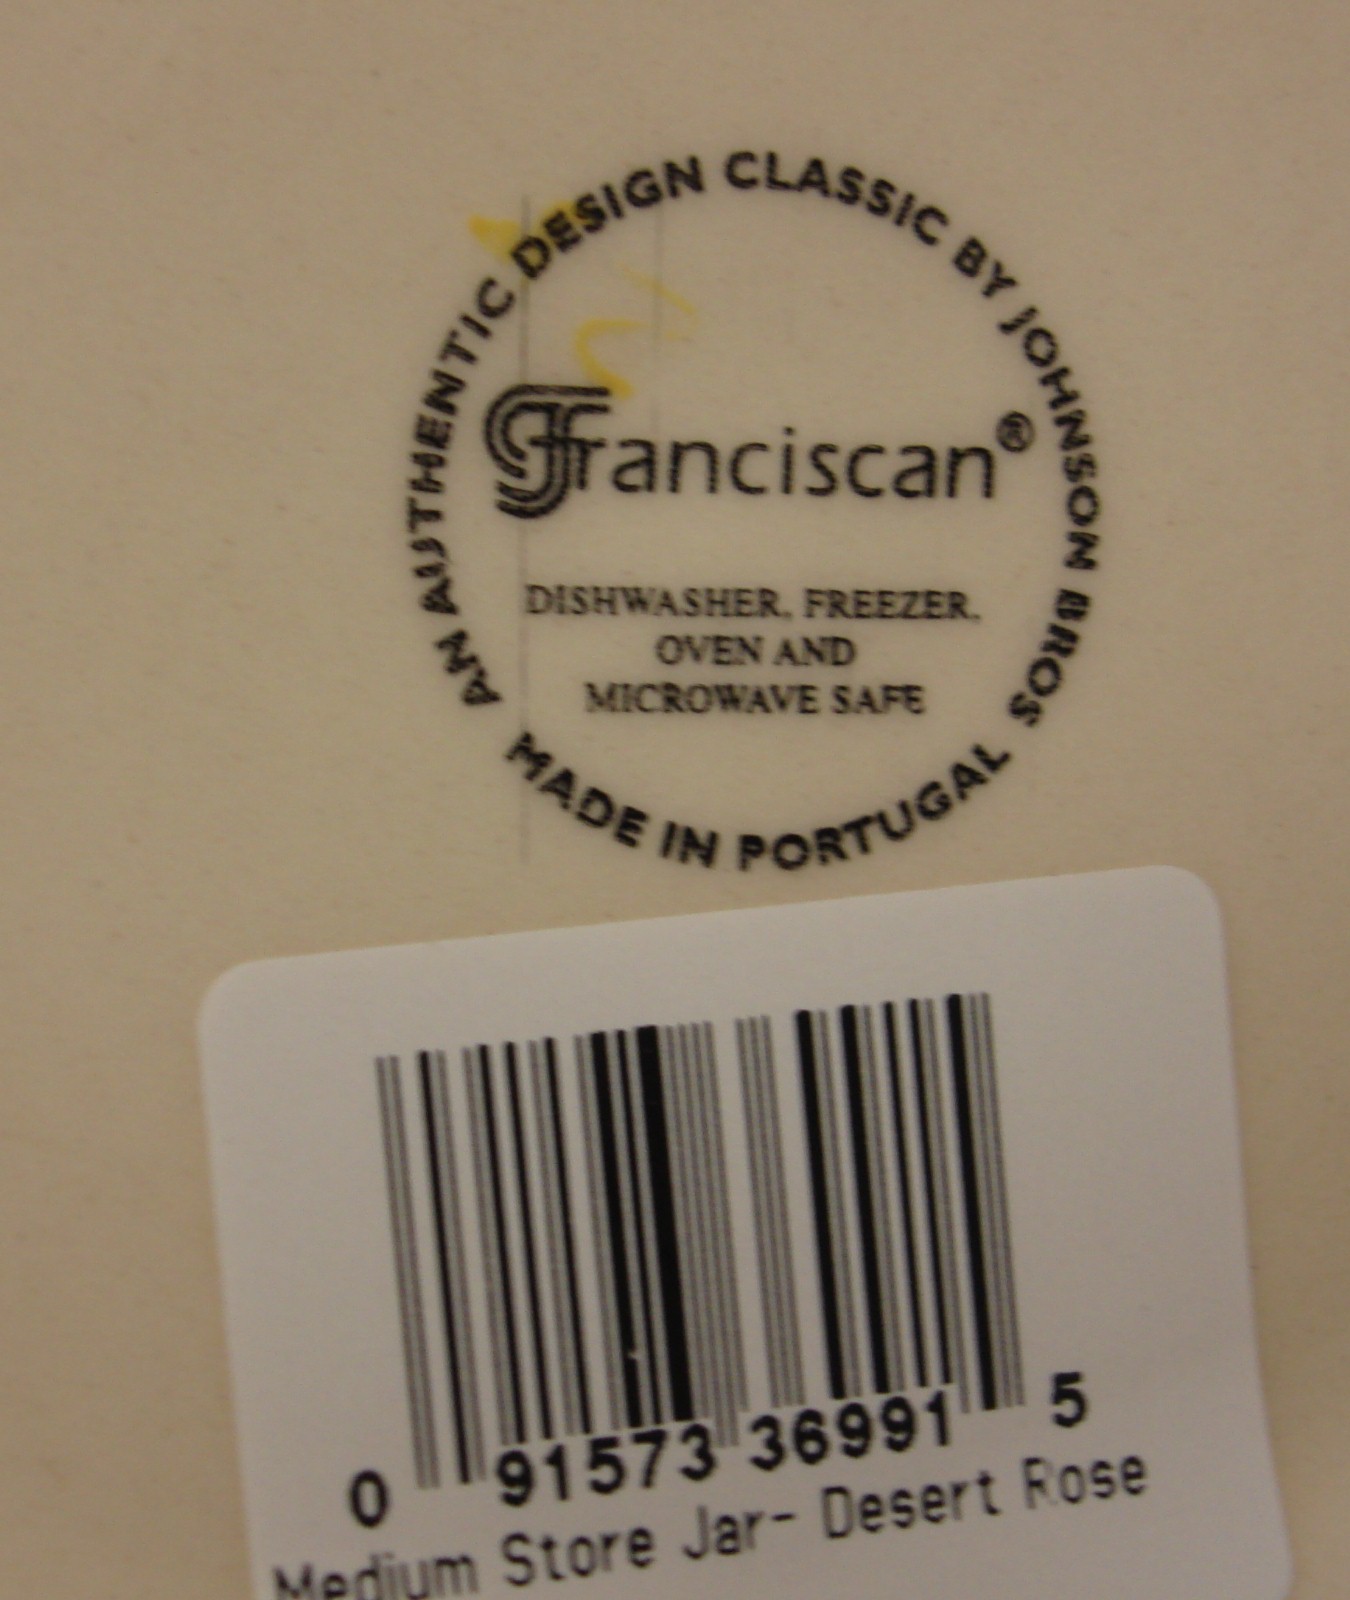 AN AUTHENTIC DESIGN CLASSIC BY JOHNSON BROS
Franciscan®
DISHWASHER, FREEZER,
OVEN AND
MICROWAVE SAFE
MADE IN PORTUGAL
0 91573 36991 5
Medium Store Jar- Desert Rose